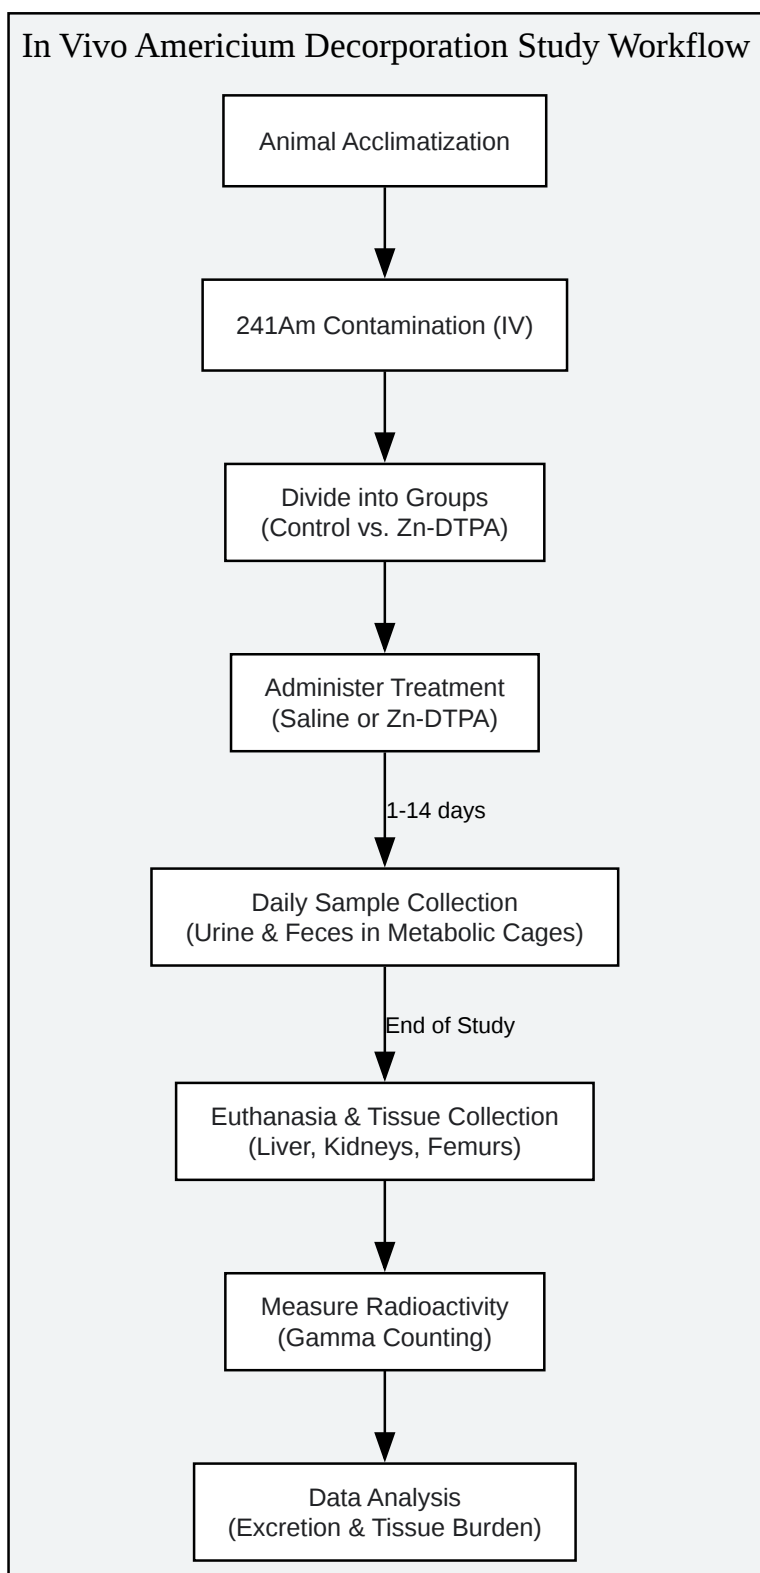 In Vivo Americium Decorporation Study Workflow
Animal Acclimatization
241Am Contamination (IV)
Divide into Groups
(Control vs. Zn-DTPA)
Administer Treatment
(Saline or Zn-DTPA)
1-14 days
Daily Sample Collection
(Urine & Feces in Metabolic Cages)
End of Study
Euthanasia & Tissue Collection
(Liver, Kidneys, Femurs)
Measure Radioactivity
(Gamma Counting)
Data Analysis
(Excretion & Tissue Burden)